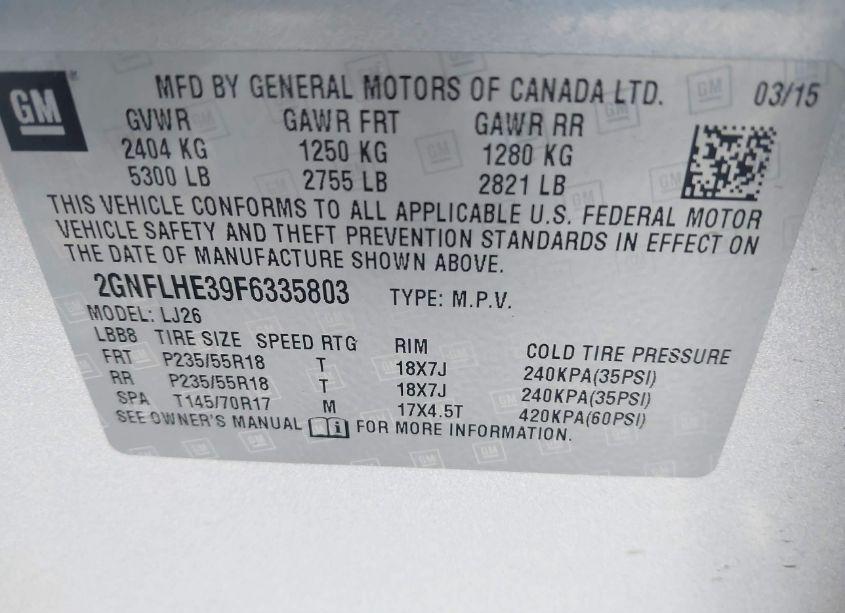 GM
MFD BY GENERAL MOTORS OF CANADA LTD. 03/15
GVWR GAWR FRT GAWR RR
2404 KG 1250 KG 1280 KG
5300 LB 2755 LB 2821 LB
THIS VEHICLE CONFORMS TO ALL APPLICABLE U.S. FEDERAL MOTOR
VEHICLE SAFETY AND THEFT PREVENTION STANDARDS IN EFFECT ON
THE DATE OF MANUFACTURE SHOWN ABOVE.
2GNFLHE39F6335803 TYPE: M.P.V.
MODEL: LJ26
LBB8 TIRE SIZE SPEED RTG RIM COLD TIRE PRESSURE
FRT P235/55R18 T 18X7J 240KPA(35PSI)
RR P235/55R18 T 18X7J 240KPA(35PSI)
SPA T145/70R17 M 17X4.5T 420KPA(60PSI)
SEE OWNER'S MANUAL i FOR MORE INFORMATION.